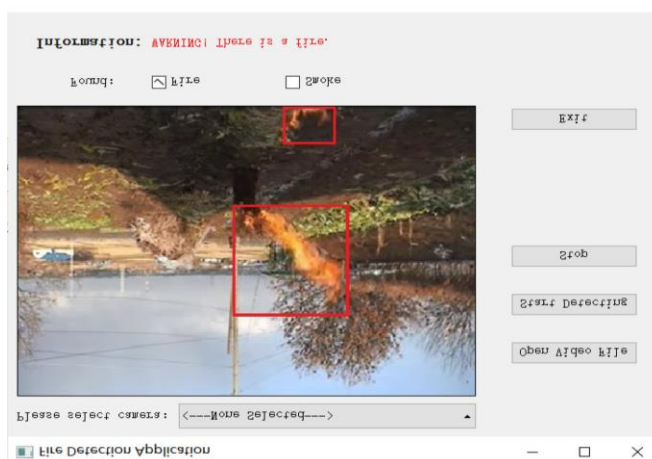 Fire Detection Application
Please select camera: <---None Selected--->
Open Video File
Start Detecting
Stop
Exit
Found: Fire Smoke
Information: WARNING! There is a fire.